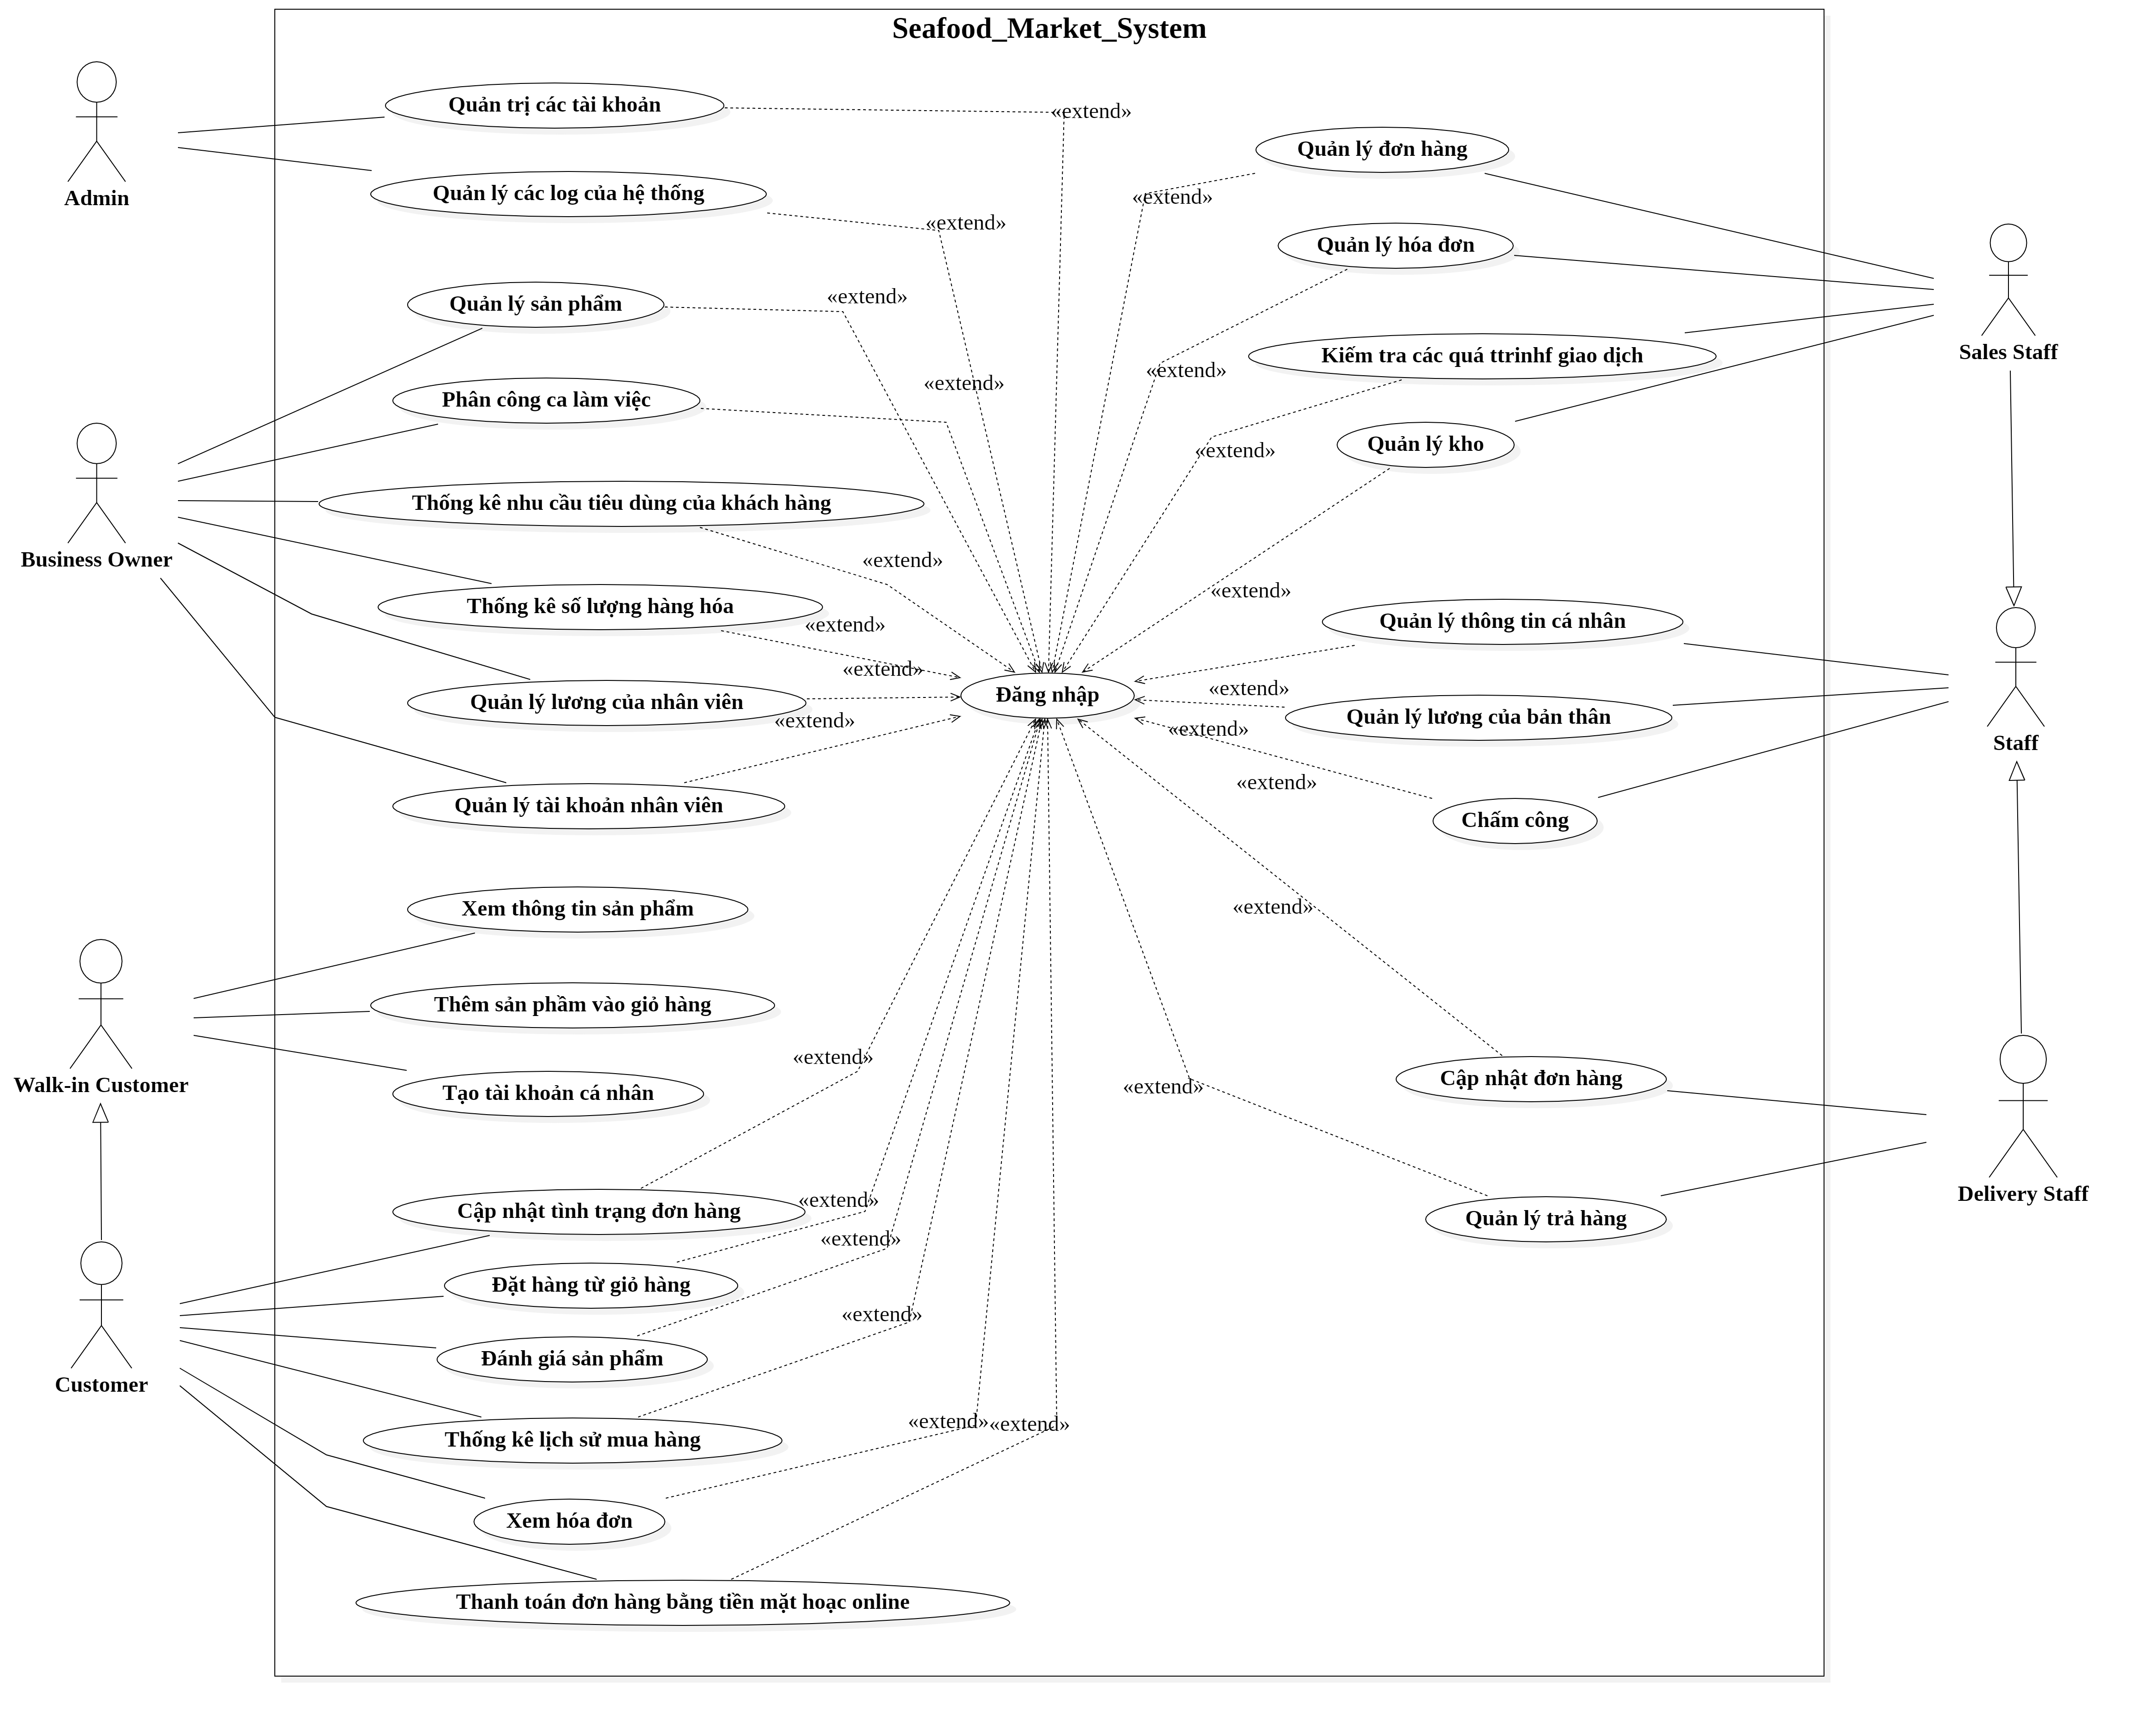 Seafood_Market_System
Admin
Quản trị các tài khoản
«extend»
Quản lý các log của hệ thống
«extend»
Quản lý sản phẩm
«extend»
Phân công ca làm việc
«extend»
Business Owner
Thống kê nhu cầu tiêu dùng của khách hàng
«extend»
Thống kê số lượng hàng hóa
«extend»
«extend»
Quản lý lương của nhân viên
«extend»
Quản lý tài khoản nhân viên
Đăng nhập
Quản lý đơn hàng
«extend»
Quản lý hóa đơn
«extend»
Kiếm tra các quá ttrinhf giao dịch
«extend»
Quản lý kho
«extend»
Sales Staff
Quản lý thông tin cá nhân
«extend»
Quản lý lương của bản thân
«extend»
«extend»
Chấm công
Staff
Xem thông tin sản phẩm
Thêm sản phầm vào giỏ hàng
Walk-in Customer
Tạo tài khoản cá nhân
«extend»
«extend»
«extend»
Cập nhật đơn hàng
Quản lý trả hàng
Delivery Staff
Cập nhật tình trạng đơn hàng
«extend»
Đặt hàng từ giỏ hàng
«extend»
Đánh giá sản phẩm
«extend»
Customer
Thống kê lịch sử mua hàng
«extend»
«extend»
Xem hóa đơn
Thanh toán đơn hàng bằng tiền mặt hoạc online